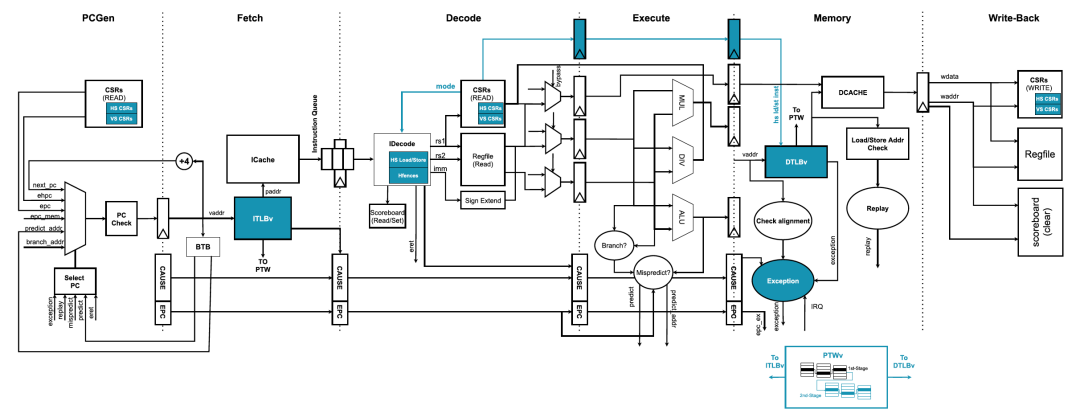 PCGen
Fetch
Decode
Execute
Memory
Write-Back
CSRs
(READ)
HS CSRs
VS CSRs
+4
next_pc
ehpc
epc
epc_mem
predict_addr
branch_addr
PC
Check
Select
PC
exception
replay
mispredict
predict
eret
CAUSE
EPC
vaddr
ICache
paddr
ITLBv
TO
PTW
BTB
Instruction Queue
CAUSE
EPC
mode
IDecode
HS Load/Store
Hfences
rs1
rs2
imm
Scoreboard
(Read/Set)
eret
CSRs
(READ)
HS CSRs
VS CSRs
Regfile
(Read)
Sign Extend
bypass
CAUSE
EPC
MUL
DIV
ALU
Branch?
Mispredict?
predict
predict_addr
CAUSE
EPC
epc_ex
hs ld/st inst
To
PTW
vaddr
DTLBv
Check alignment
Exception
exception
IRQ
exception
DCACHE
Load/Store Addr
Check
Replay
replay
To
ITLBv
PTWv
1st-Stage
2nd-Stage
To
DTLBv
wdata
waddr
CSRs
(WRITE)
HS CSRs
VS CSRs
Regfile
scoreboard
(clear)